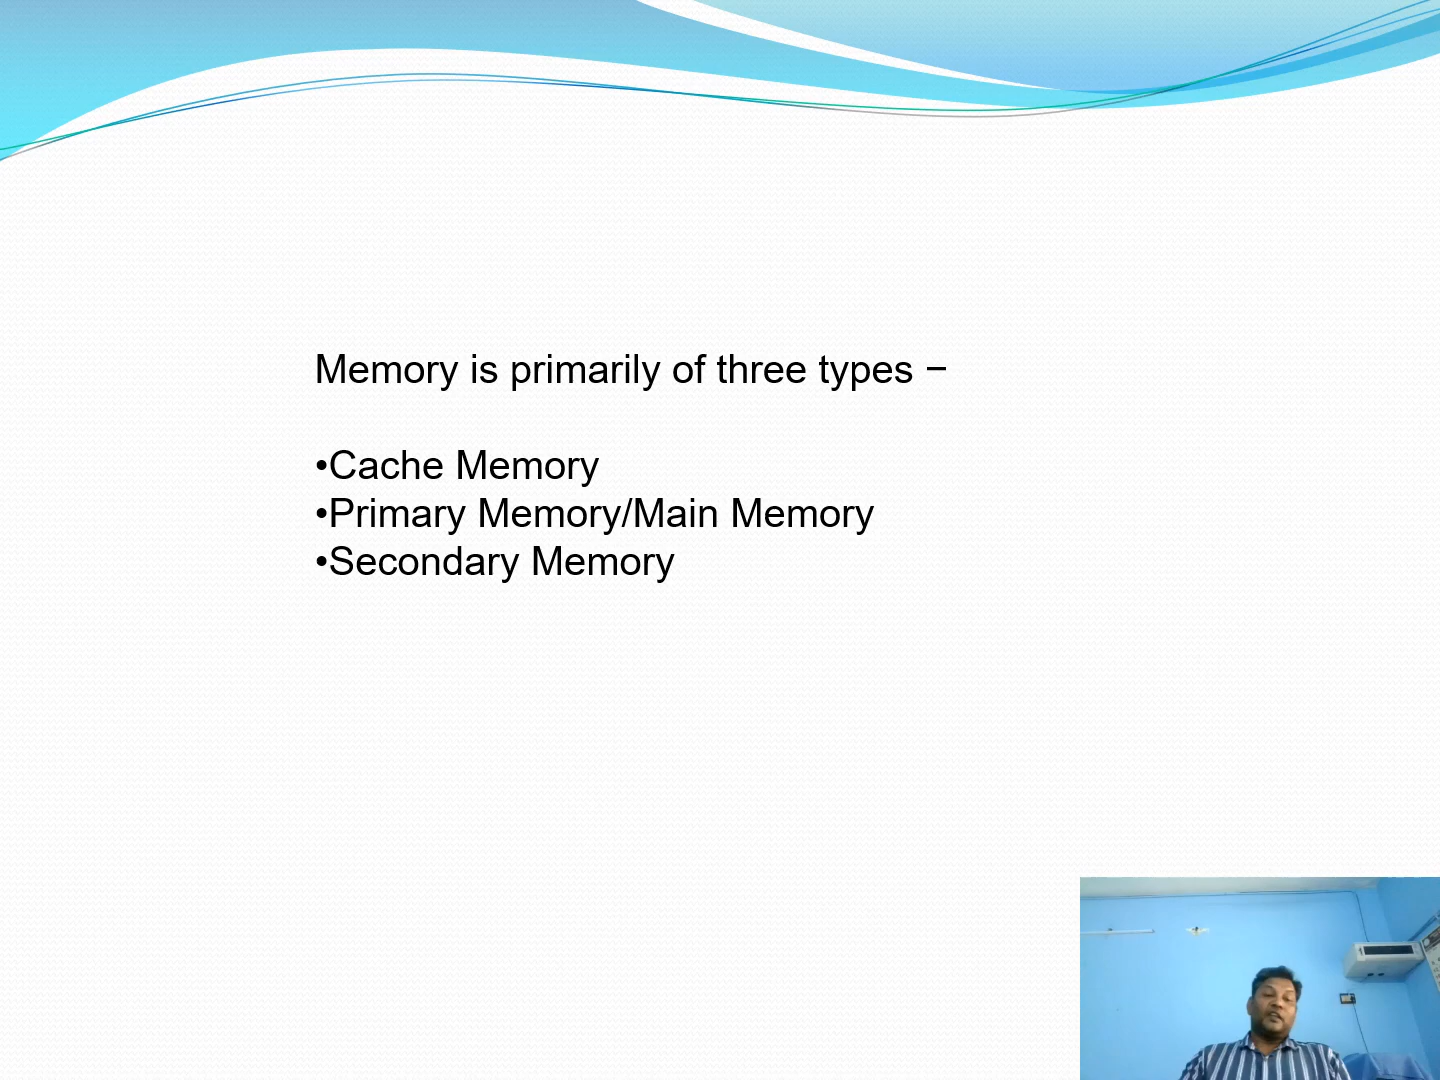 Memory is primarily of three types −
•Cache Memory
•Primary Memory/Main Memory
•Secondary Memory